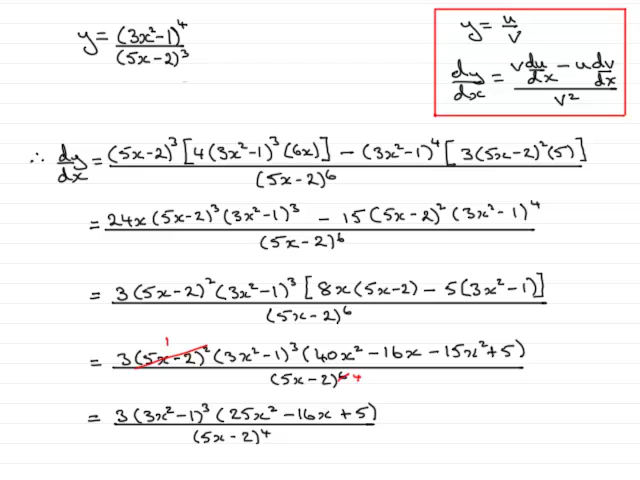 y = (3x²-1)⁴ / (5x-2)³
y = u/v
dy/dx = (v du/dx - u dv/dx) / v²
∴ dy/dx = (5x-2)³[4(3x²-1)³(6x)] - (3x²-1)⁴[3(5x-2)²(5)] / (5x-2)⁶
= 24x(5x-2)³(3x²-1)³ - 15(5x-2)²(3x²-1)⁴ / (5x-2)⁶
= 3(5x-2)²(3x²-1)³[8x(5x-2) - 5(3x²-1)] / (5x-2)⁶
1
= 3(5x-2)²(3x²-1)³(40x²-16x-15x²+5) / (5x-2)⁶ 4
= 3(3x²-1)³(25x²-16x+5) / (5x-2)⁴